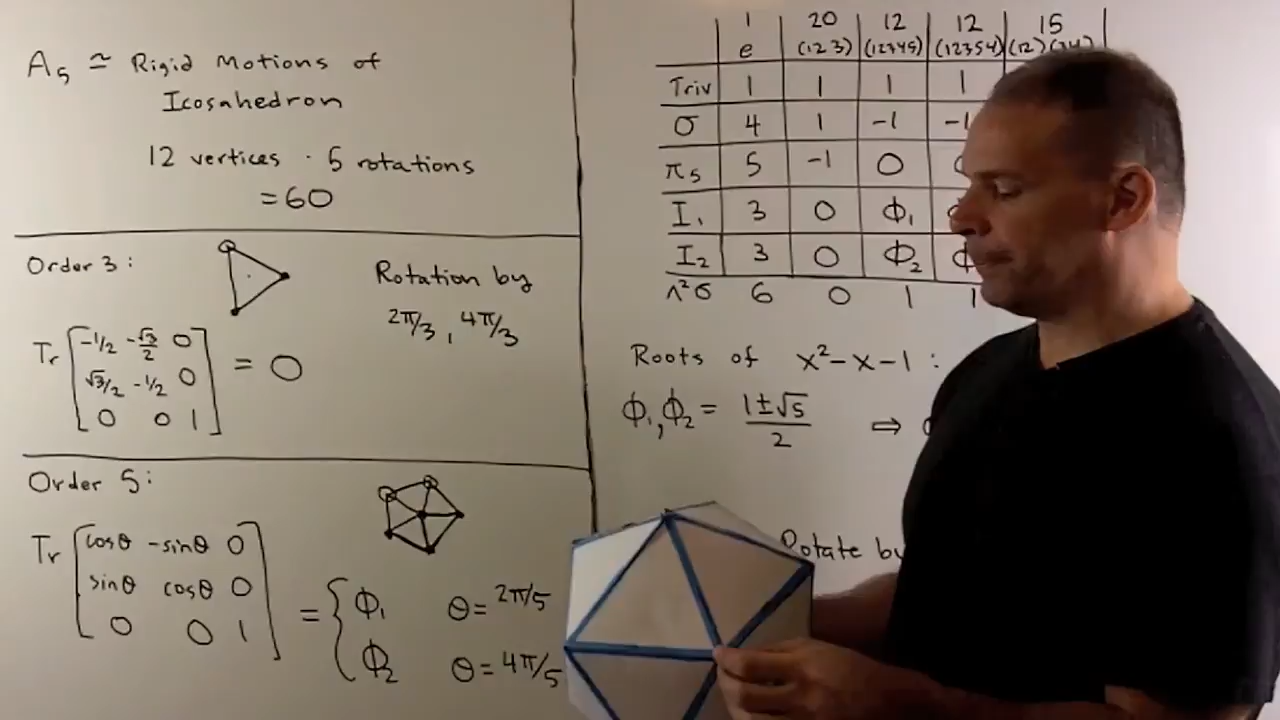 A₅ ≃ Rigid Motions of
Icosahedron
12 vertices · 5 rotations
= 60
Order 3:
Rotation by
2π/3, 4π/3
Tr [ -1/2 -√3/2 0
√3/2 -1/2 0
0 0 1 ] = 0
Order 5:
Tr [ cosθ -sinθ 0
sinθ cosθ 0
0 0 1 ] = { ϕ₁ θ = 2π/5
ϕ₂ θ = 4π/5
1 20 12 12 15
e (123) (12345) (12354) (12)(34)
Triv 1 1 1 1
σ 4 1 -1 -1
π₅ 5 -1 0
I₁ 3 0 ϕ₁
I₂ 3 0 ϕ₂
Λ²σ 6 0 1 1
Roots of x²-x-1:
ϕ₁, ϕ₂ = 1±√5 / 2 ⇒
Rotate by